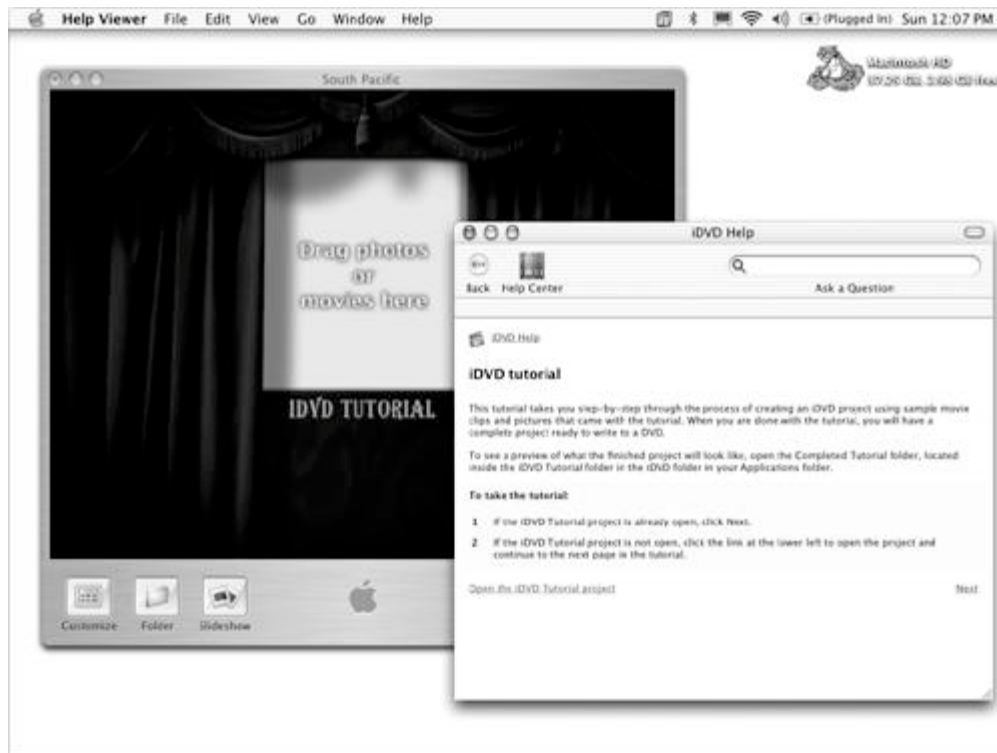 Help Viewer File Edit View Go Window Help (Plugged In) Sun 12:07 PM
Macintosh HD
South Pacific
Drag photos
or
movies here
IDVD TUTORIAL
Customize Folder Slideshow
iDVD Help
Back Help Center Ask a Question
iDVD Help
iDVD tutorial
This tutorial takes you step-by-step through the process of creating an iDVD project using sample movie
clips and pictures that came with the tutorial. When you are done with the tutorial, you will have a
complete project ready to write to a DVD.
To see a preview of what the finished project will look like, open the Completed Tutorial folder, located
inside the iDVD Tutorial folder in the iDVD folder in your Applications folder.
To take the tutorial:
1 If the iDVD Tutorial project is already open, click Next.
2 If the iDVD Tutorial project is not open, click the link at the lower left to open the project and
continue to the next page in the tutorial.
Open the iDVD Tutorial project Next